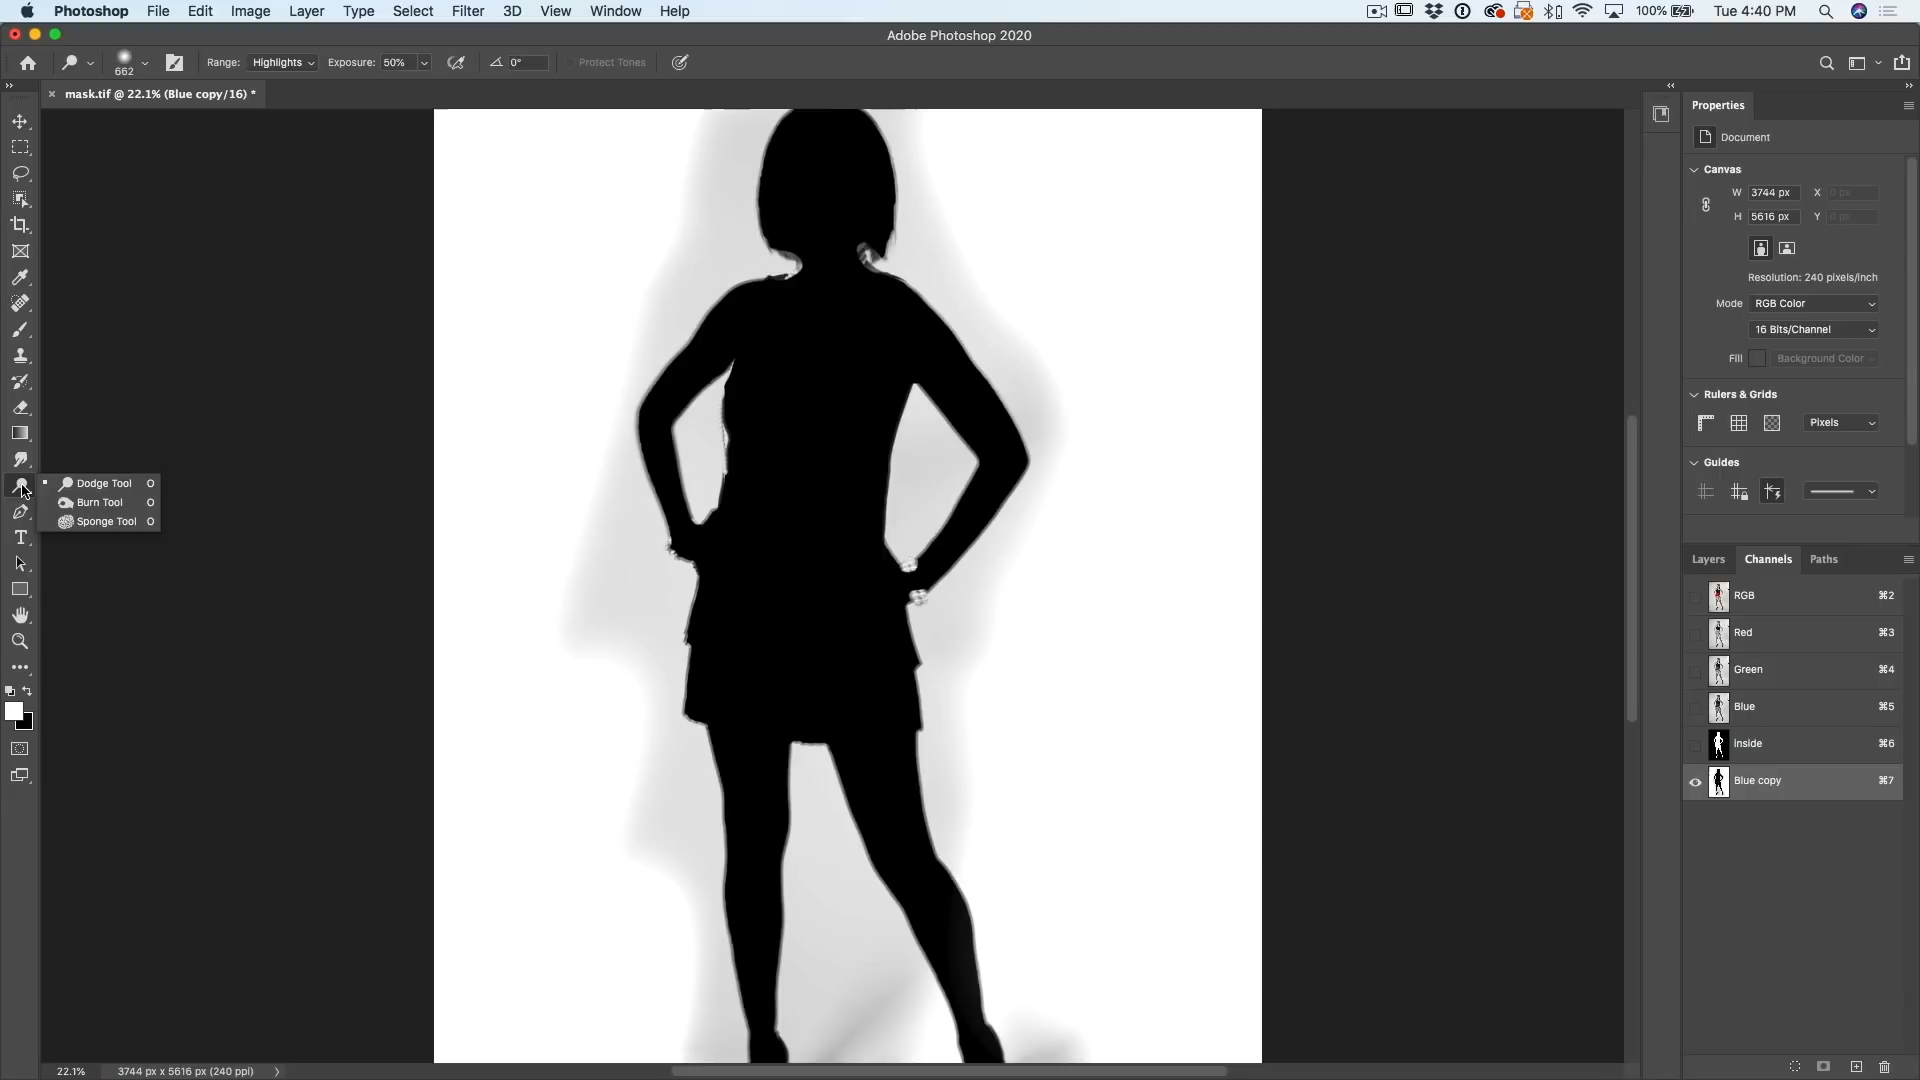 Photoshop File Edit Image Layer Type Select Filter 3D View Window Help 100% Tue 4:40 PM
Adobe Photoshop 2020
662 Range: Highlights Exposure: 50% 0° Protect Tones
mask.tif @ 22.1% (Blue copy/16) *
Properties
Document
Canvas
W 3744 px X 0 px
H 5616 px Y 0 px
Resolution: 240 pixels/inch
Mode RGB Color
16 Bits/Channel
Fill Background Color
Rulers & Grids
Pixels
Guides
Dodge Tool O
Burn Tool O
Sponge Tool O
Layers Channels Paths
RGB ⌘2
Red ⌘3
Green ⌘4
Blue ⌘5
Inside ⌘6
Blue copy ⌘7
22.1% 3744 px x 5616 px (240 ppi)